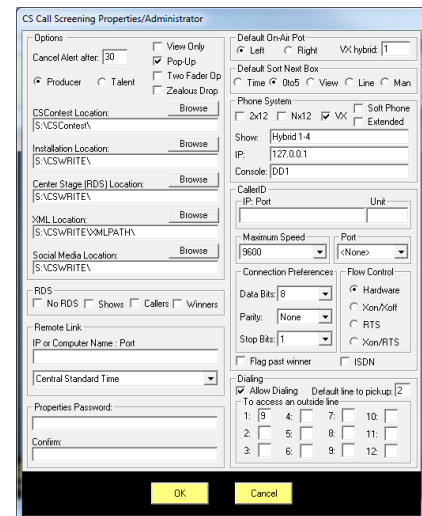 CS Call Screening Properties/Administrator
Options
Cancel Alert after: 30
View Only
Pop-Up
Two Fader Op
Zealous Drop
Producer Talent
CSContest Location: Browse
S:\CSContest\
Installation Location: Browse
S:\CSWRITE\
Center Stage (RDS) Location: Browse
S:\CSWRITE\
XML Location: Browse
S:\CSWRITE\XMLPATH\
Social Media Location: Browse
S:\CSWRITE\
RDS
No RDS Shows Callers Winners
Remote Link
IP or Computer Name : Port
Central Standard Time
Properties Password:
Confirm:
Default On-Air Pot
Left Right VX hybrid: 1
Default Sort Next Box
Time 0to5 View Line Man
Phone System
2x12 Nx12 VX Soft Phone
Extended
Show: Hybrid 1-4
IP: 127.0.0.1
Console: DD1
CallerID
IP: Port Unit
Maximum Speed Port
9600 <None>
Connection Preferences Flow Control
Data Bits: 8 Hardware
Xon/Xoff
Parity: None RTS
Stop Bits: 1 Xon/RTS
Flag past winner ISDN
Dialing
Allow Dialing Default line to pickup: 2
To access an outside line
1: 9 4: 7: 10:
2: 5: 8: 11:
3: 6: 9: 12:
OK Cancel